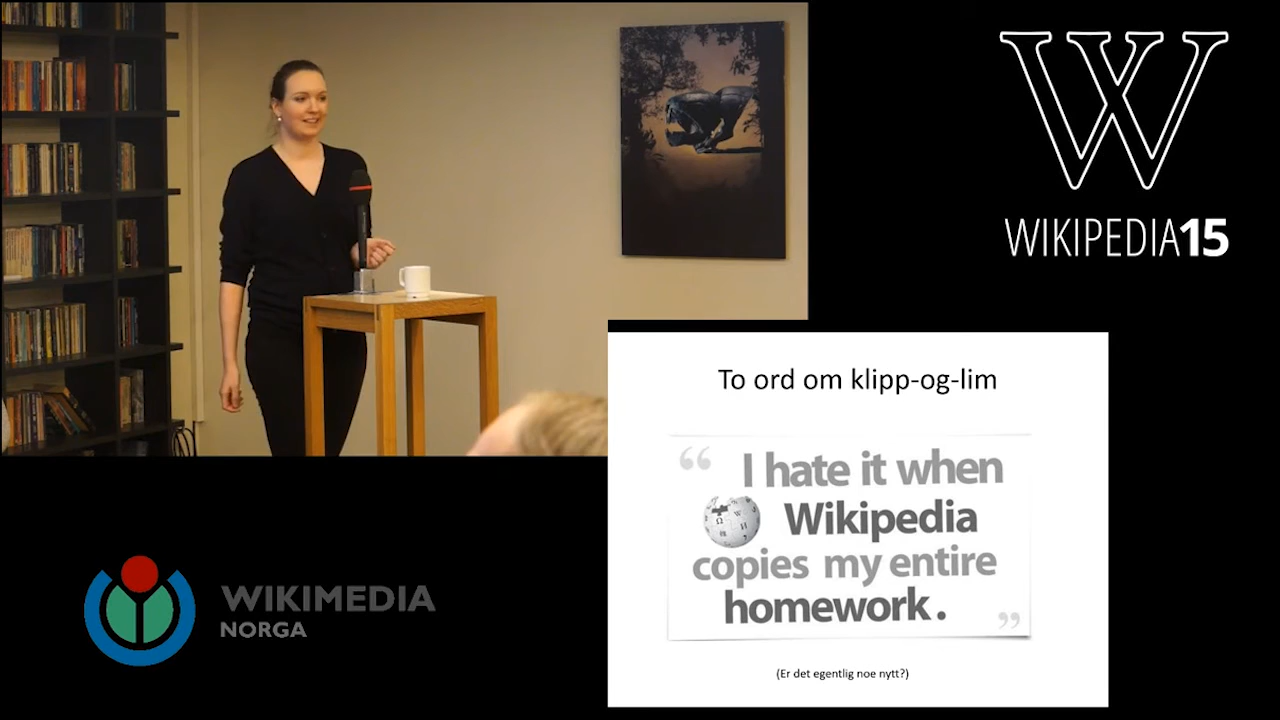 WIKIPEDIA15
To ord om klipp-og-lim
“ I hate it when
Wikipedia
copies my entire
homework. ”
(Er det egentlig noe nytt?)
WIKIMEDIA
NORGA